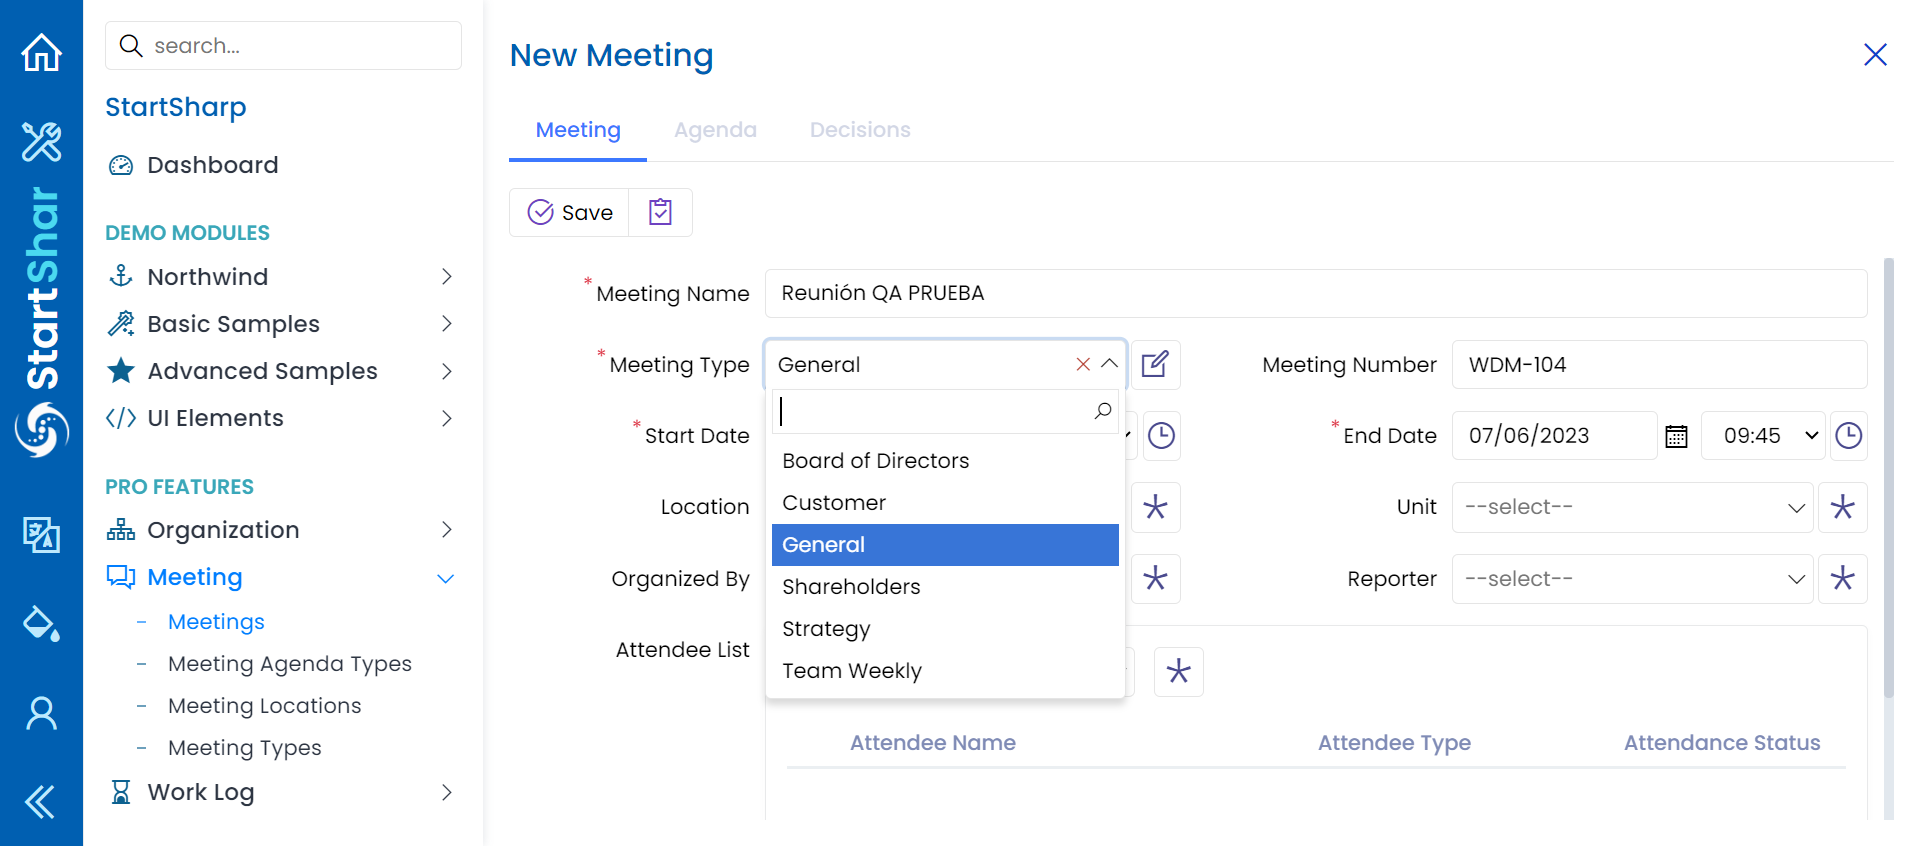 search...
StartSharp
Dashboard
DEMO MODULES
Northwind
Basic Samples
Advanced Samples
UI Elements
PRO FEATURES
Organization
Meeting
Meetings
Meeting Agenda Types
Meeting Locations
Meeting Types
Work Log
StartShar
New Meeting
Meeting Agenda Decisions
Save
* Meeting Name Reunión QA PRUEBA
* Meeting Type General
Meeting Number WDM-104
Board of Directors
Customer
General
Shareholders
Strategy
Team Weekly
* Start Date
* End Date 07/06/2023 09:45
Location
Unit --select--
Organized By
Reporter --select--
Attendee List
Attendee Name Attendee Type Attendance Status